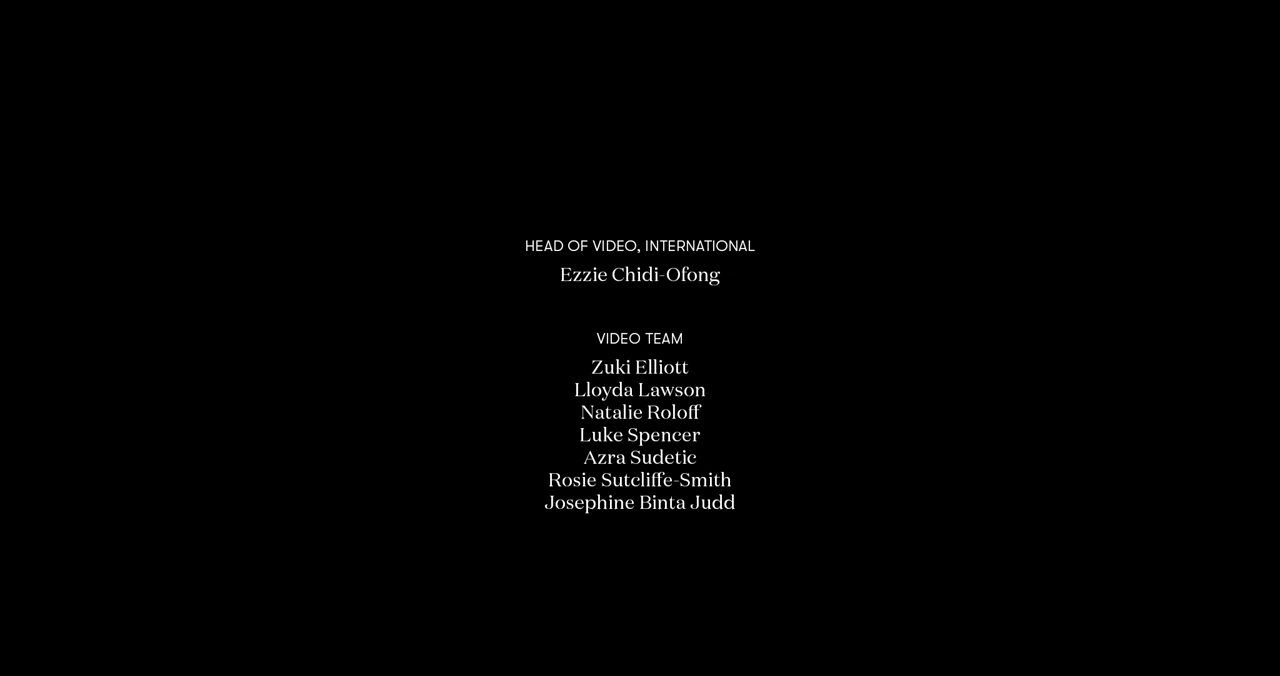 HEAD OF VIDEO, INTERNATIONAL
Ezzie Chidi-Ofong
VIDEO TEAM
Zuki Elliott
Lloyda Lawson
Natalie Roloff
Luke Spencer
Azra Sudetic
Rosie Sutcliffe-Smith
Josephine Binta Judd